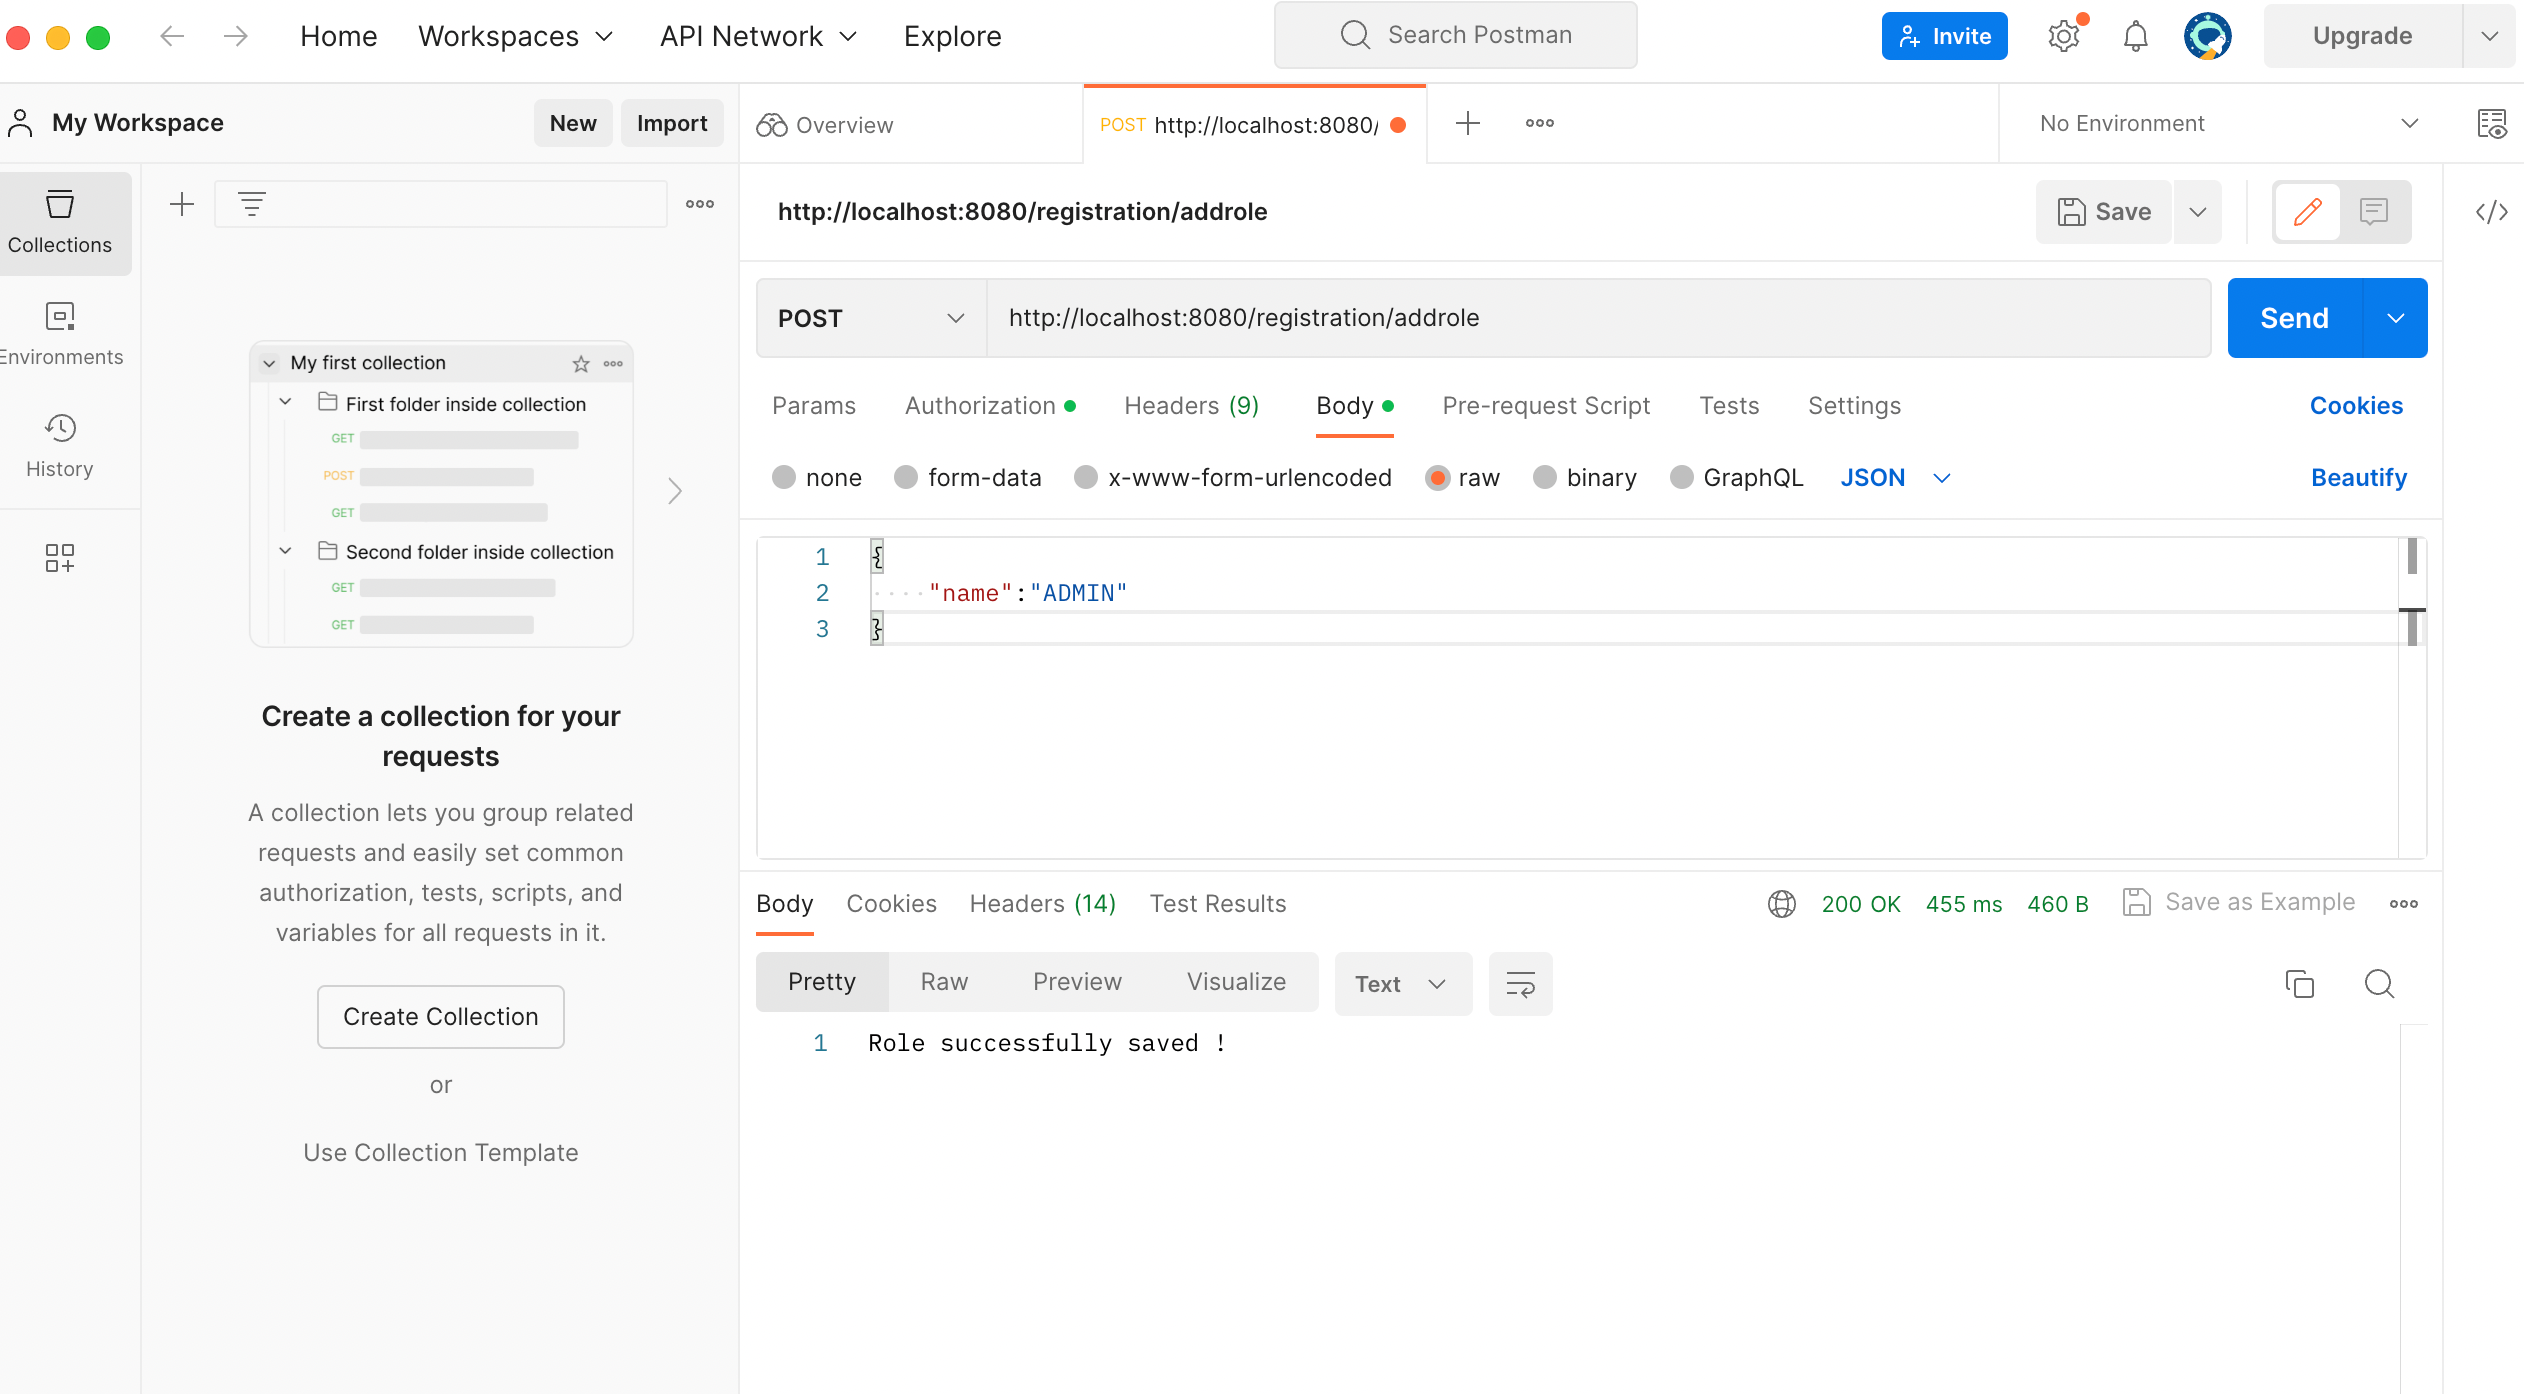 Home Workspaces API Network Explore Search Postman Invite Upgrade
My Workspace New Import Overview POST http://localhost:8080/ No Environment
Collections
Environments
History
http://localhost:8080/registration/addrole Save
POST http://localhost:8080/registration/addrole Send
Params Authorization Headers (9) Body Pre-request Script Tests Settings Cookies
none form-data x-www-form-urlencoded raw binary GraphQL JSON Beautify
1 {
2 "name":"ADMIN"
3 }
My first collection
First folder inside collection
GET
POST
GET
Second folder inside collection
GET
GET
Create a collection for your
requests
A collection lets you group related
requests and easily set common
authorization, tests, scripts, and
variables for all requests in it.
Create Collection
or
Use Collection Template
Body Cookies Headers (14) Test Results 200 OK 455 ms 460 B Save as Example
Pretty Raw Preview Visualize Text
1 Role successfully saved !